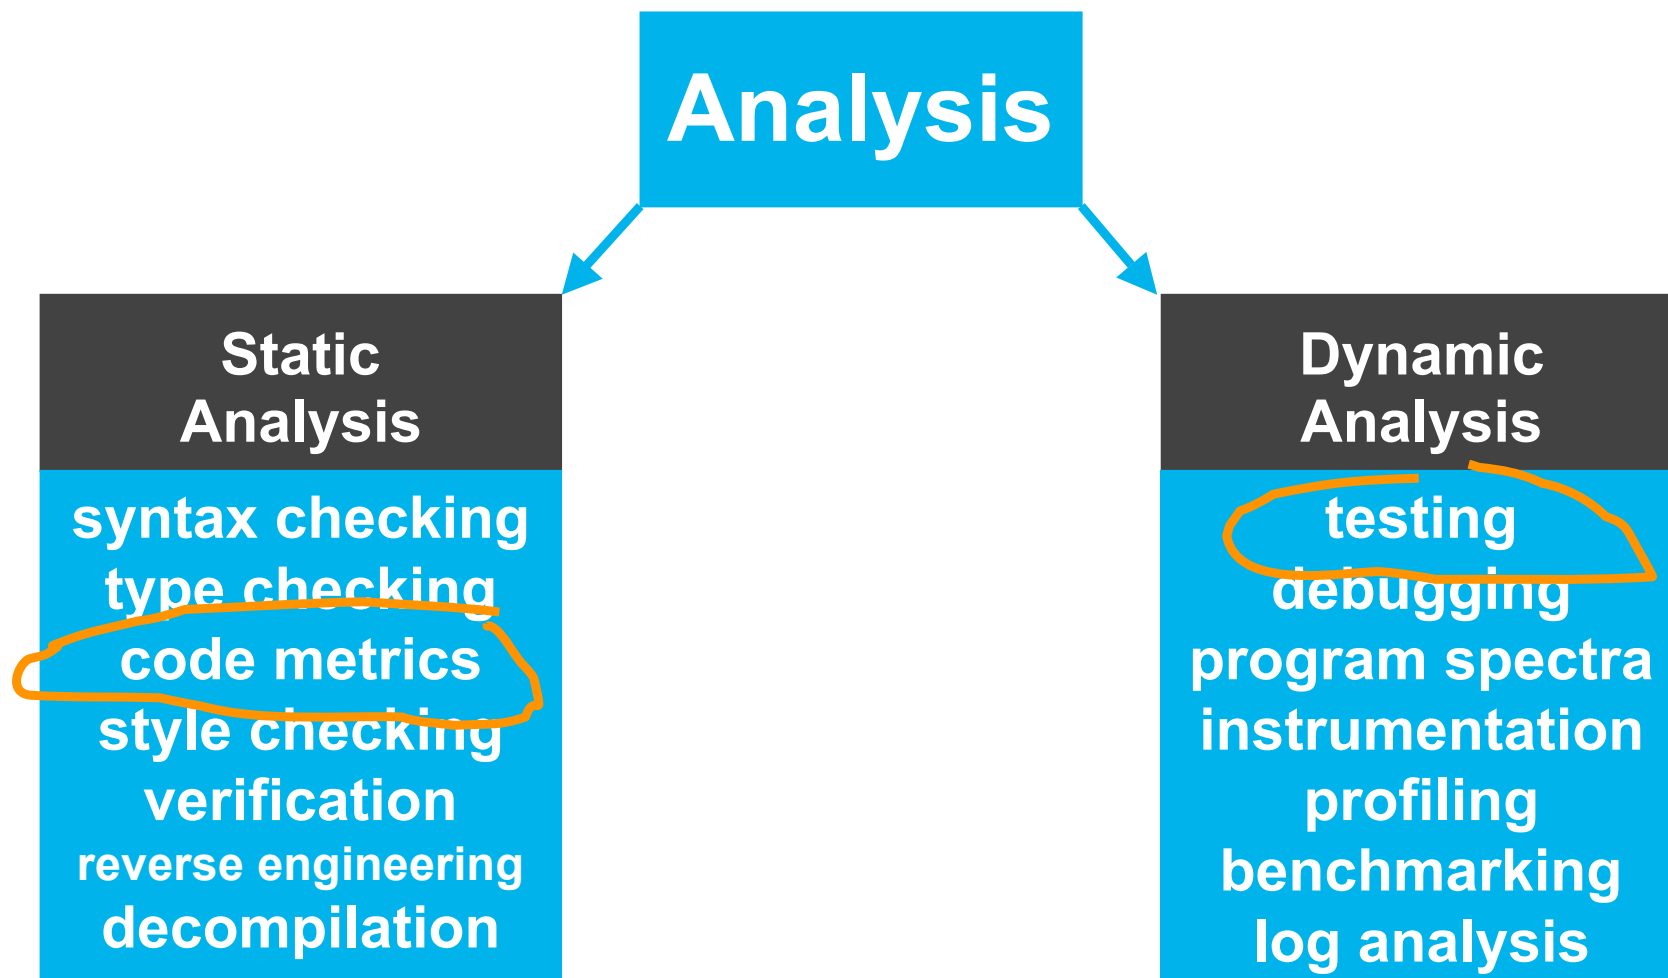 Analysis
Static
Analysis
syntax checking
type checking
code metrics
style checking
verification
reverse engineering
decompilation
Dynamic
Analysis
testing
debugging
program spectra
instrumentation
profiling
benchmarking
log analysis